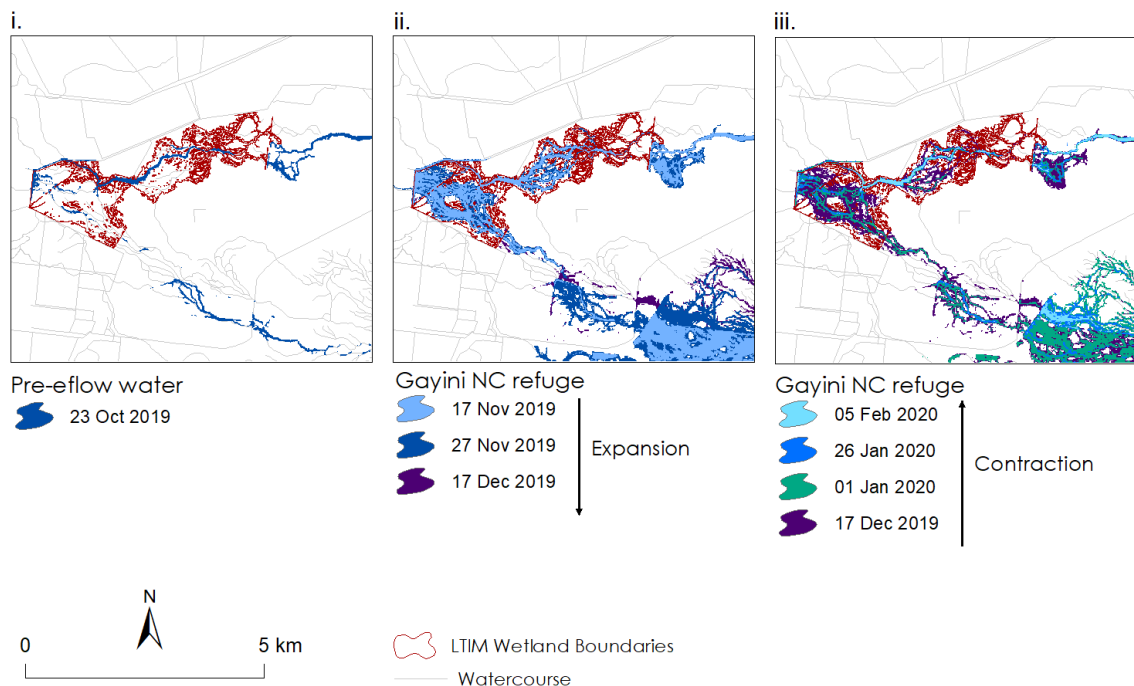 i.
ii.
iii.
Pre-eflow water
23 Oct 2019
Gayini NC refuge
17 Nov 2019
27 Nov 2019
17 Dec 2019
Expansion
Gayini NC refuge
05 Feb 2020
26 Jan 2020
01 Jan 2020
17 Dec 2019
Contraction
N
0
5 km
LTIM Wetland Boundaries
Watercourse